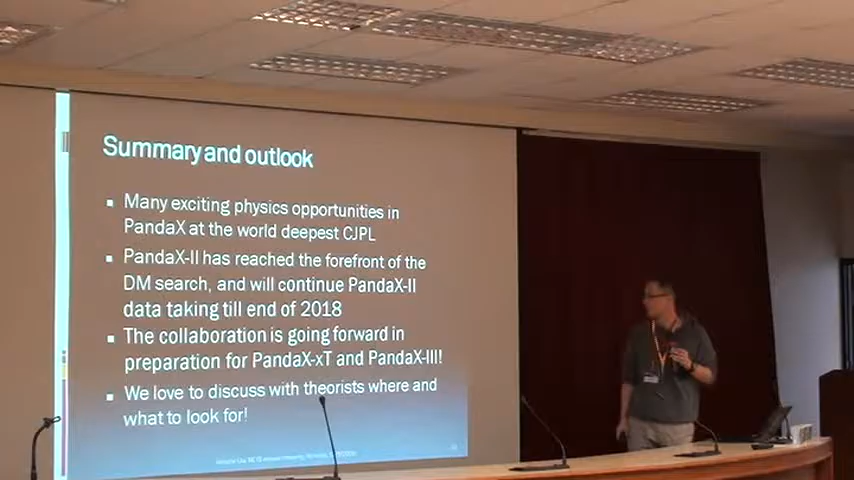 Summary and outlook
Many exciting physics opportunities in
PandaX at the world deepest CJPL
PandaX-II has reached the forefront of the
DM search, and will continue PandaX-II
data taking till end of 2018
The collaboration is going forward in
preparation for PandaX-xT and PandaX-III!
We love to discuss with theorists where and
what to look for!